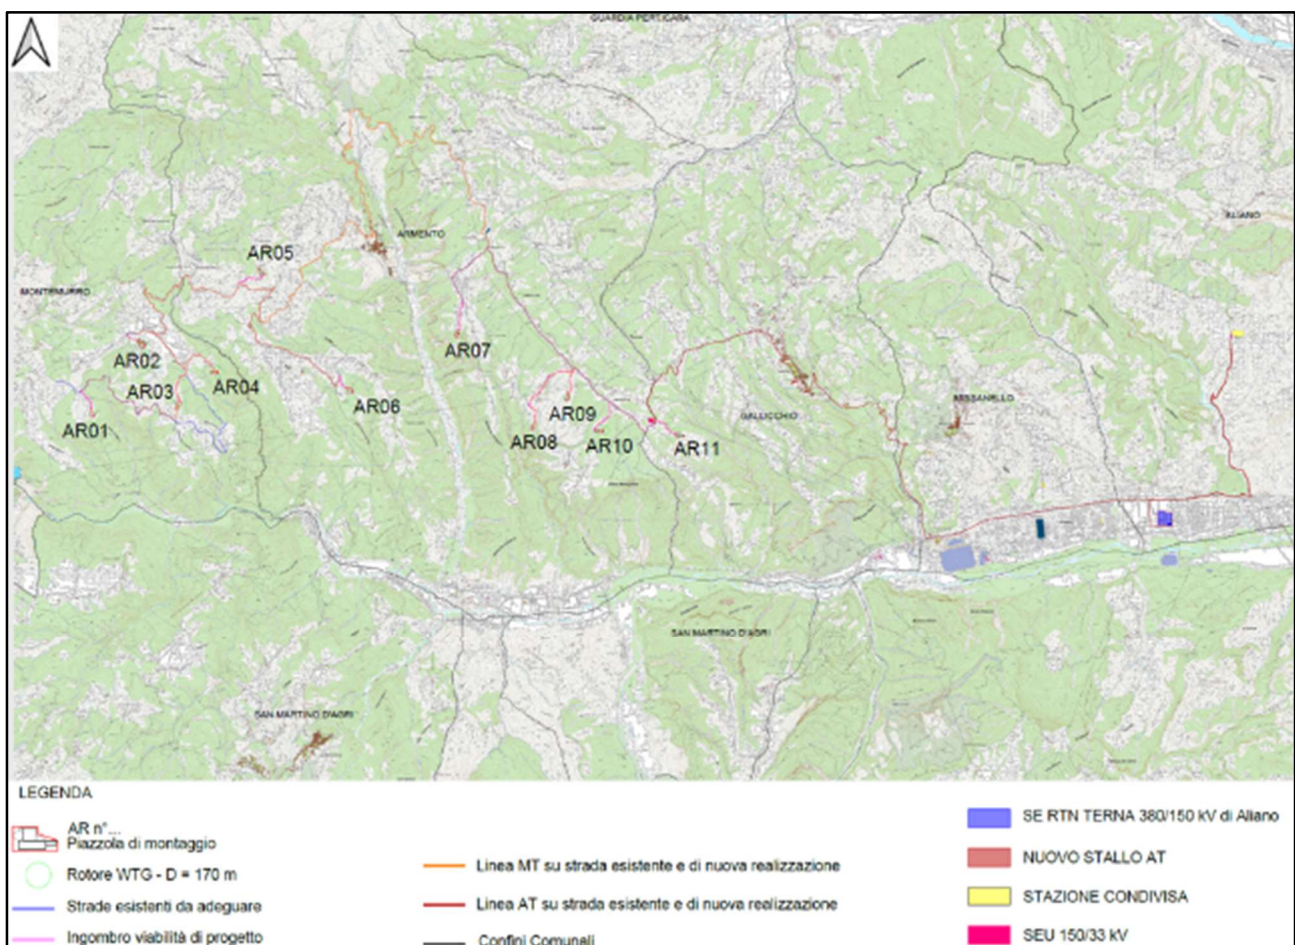 GUARDIA PERTICARA
ALIANO
ARMENTO
AR05
MONTEMURRO
AR02
AR07
AR03
AR04
AR06
MISSANELLO
AR01
AR09
GALLICCHIO
AR08
AR10
AR11
SAN MARTINO D'AGRI
SAN MARTINO D'AGRI
LEGENDA
AR n°...
Piazzola di montaggio
Rotore WTG - D = 170 m
Strade esistenti da adeguare
Ingombro viabilità di progetto
Linea MT su strada esistente e di nuova realizzazione
Linea AT su strada esistente e di nuova realizzazione
Confini Comunali
SE RTN TERNA 380/150 kV di Aliano
NUOVO STALLO AT
STAZIONE CONDIVISA
SEU 150/33 kV